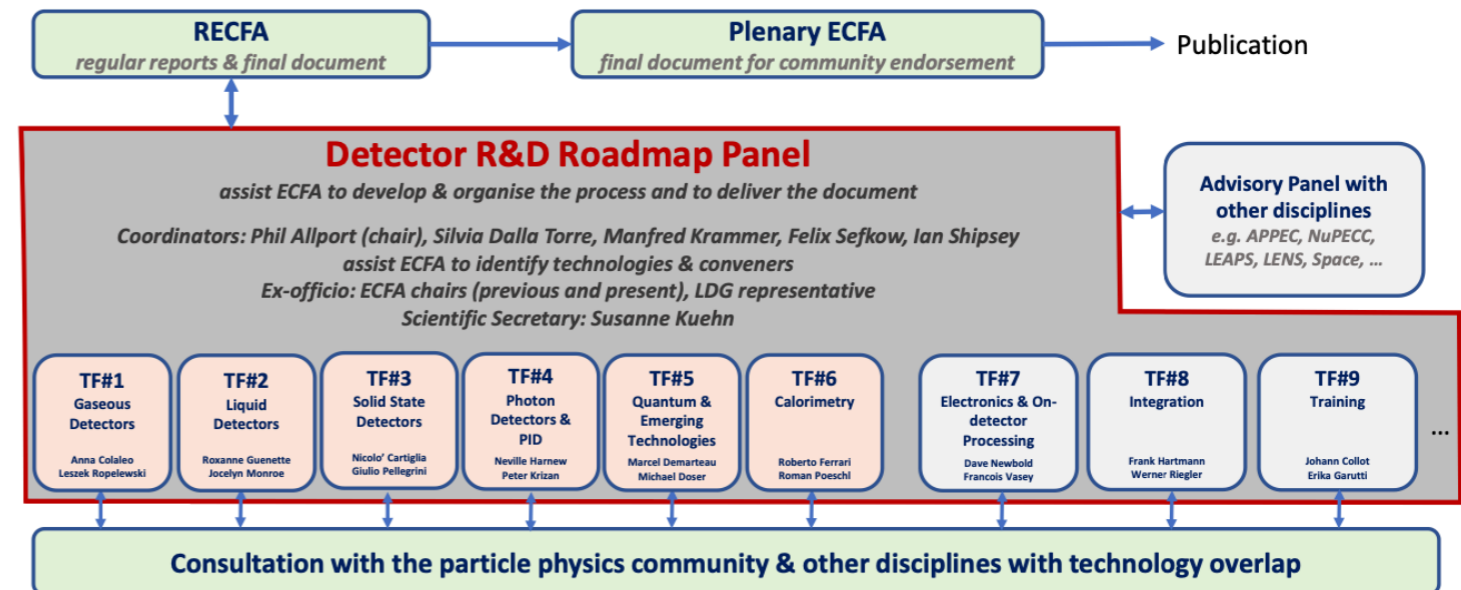 RECFA
regular reports & final document
Plenary ECFA
final document for community endorsement
Publication
Detector R&D Roadmap Panel
assist ECFA to develop & organise the process and to deliver the document
Coordinators: Phil Allport (chair), Silvia Dalla Torre, Manfred Krammer, Felix Sefkow, Ian Shipsey
assist ECFA to identify technologies & conveners
Ex-officio: ECFA chairs (previous and present), LDG representative
Scientific Secretary: Susanne Kuehn
Advisory Panel with
other disciplines
e.g. APPEC, NuPECC,
LEAPS, LENS, Space, …
TF#1
Gaseous
Detectors
Anna Colaleo
Leszek Ropelewski
TF#2
Liquid
Detectors
Roxanne Guenette
Jocelyn Monroe
TF#3
Solid State
Detectors
Nicolo' Cartiglia
Giulio Pellegrini
TF#4
Photon
Detectors &
PID
Neville Harnew
Peter Krizan
TF#5
Quantum &
Emerging
Technologies
Marcel Demarteau
Michael Doser
TF#6
Calorimetry
Roberto Ferrari
Roman Poeschl
TF#7
Electronics & On-
detector
Processing
Dave Newbold
Francois Vasey
TF#8
Integration
Frank Hartmann
Werner Riegler
TF#9
Training
Johann Collot
Erika Garutti
...
Consultation with the particle physics community & other disciplines with technology overlap